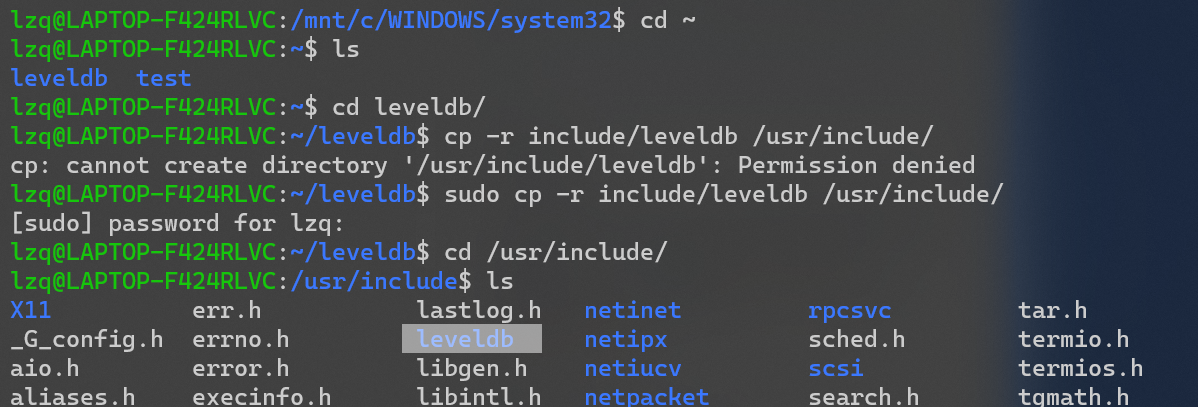 lzq@LAPTOP-F424RLVC:/mnt/c/WINDOWS/system32$ cd ~
lzq@LAPTOP-F424RLVC:~$ ls
leveldb  test
lzq@LAPTOP-F424RLVC:~$ cd leveldb/
lzq@LAPTOP-F424RLVC:~/leveldb$ cp -r include/leveldb /usr/include/
cp: cannot create directory '/usr/include/leveldb': Permission denied
lzq@LAPTOP-F424RLVC:~/leveldb$ sudo cp -r include/leveldb /usr/include/
[sudo] password for lzq:
lzq@LAPTOP-F424RLVC:~/leveldb$ cd /usr/include/
lzq@LAPTOP-F424RLVC:/usr/include$ ls
X11          err.h           lastlog.h   netinet         rpcsvc         tar.h
_G_config.h  errno.h         leveldb     netipx          sched.h        termio.h
aio.h        error.h         libgen.h    netiucv         scsi           termios.h
aliases.h    execinfo.h      libintl.h   netpacket       search.h       tgmath.h